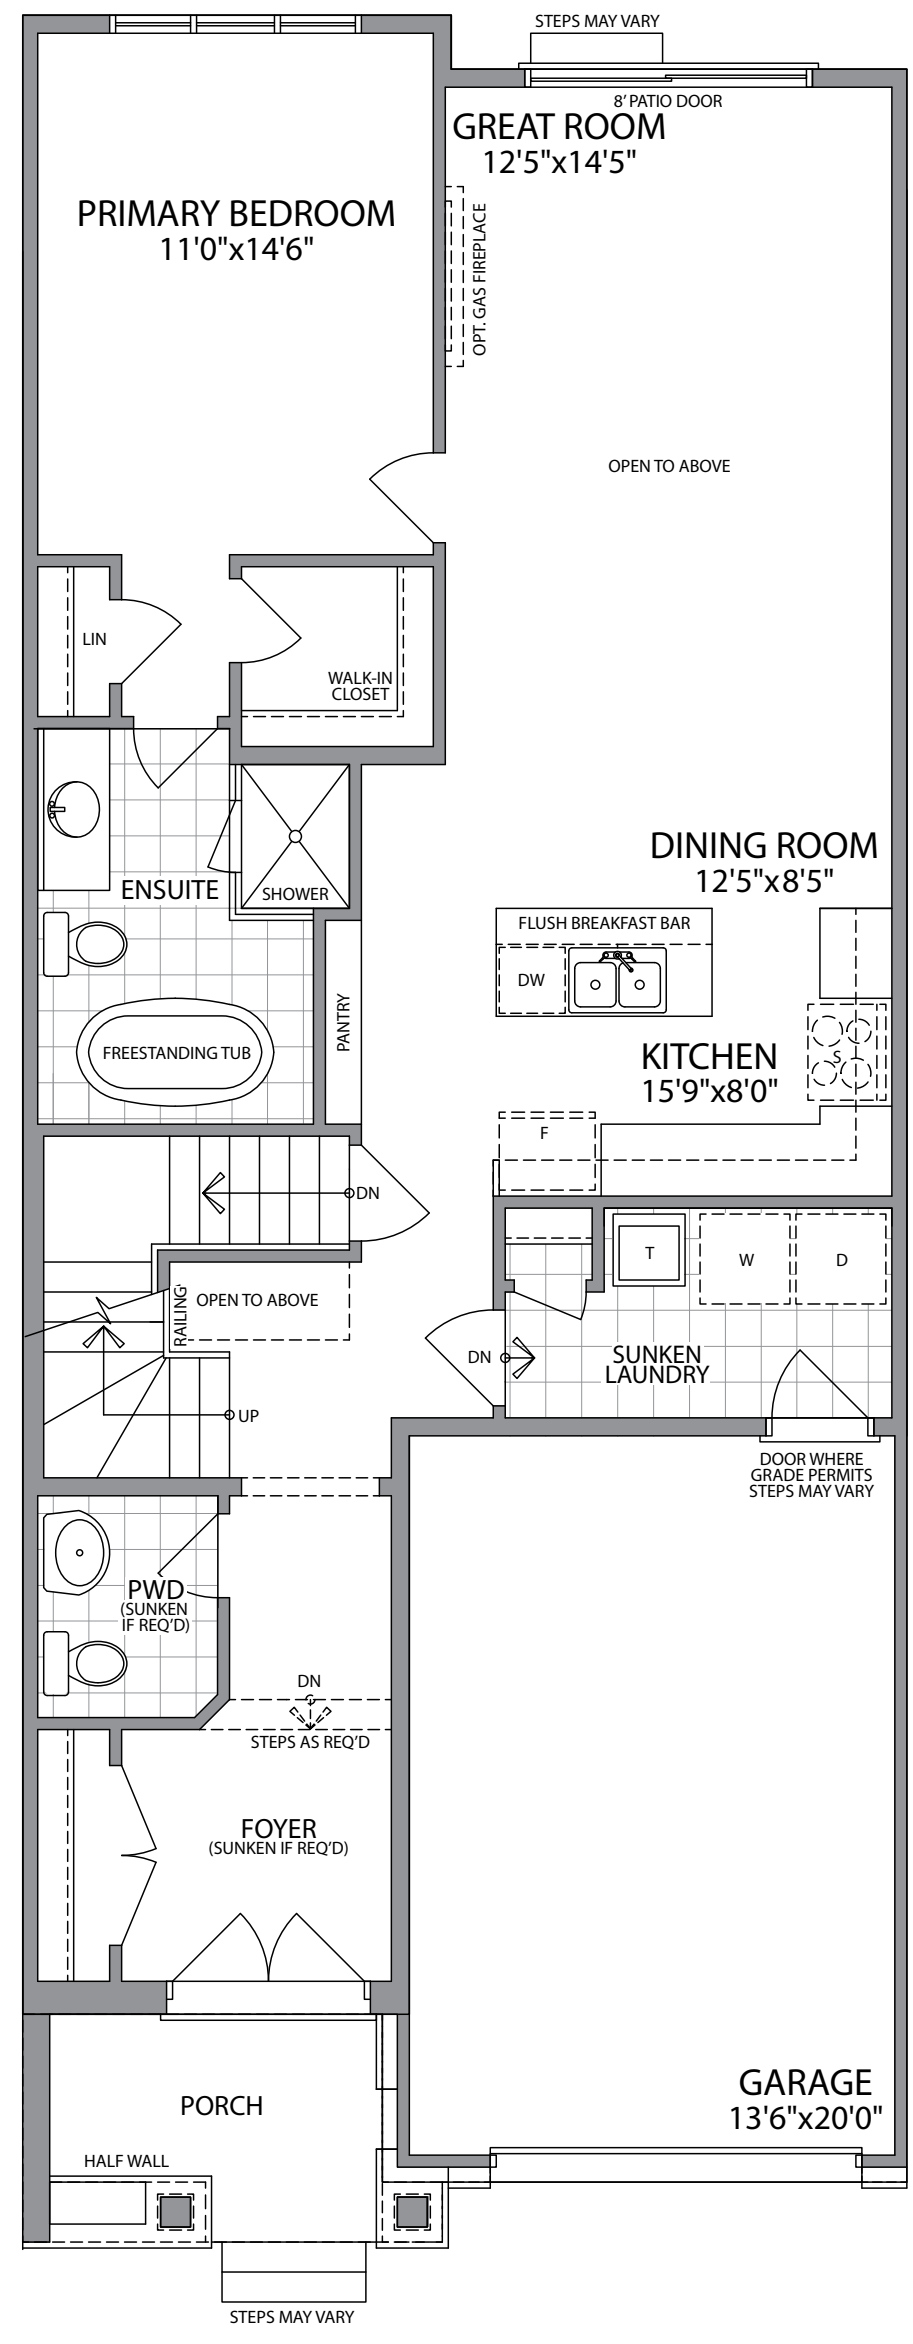 STEPS MAY VARY
8' PATIO DOOR
GREAT ROOM
12'5"x14'5"
PRIMARY BEDROOM
11'0"x14'6"
OPT. GAS FIREPLACE
OPEN TO ABOVE
LIN
WALK-IN
CLOSET
DINING ROOM
12'5"x8'5"
ENSUITE
SHOWER
FLUSH BREAKFAST BAR
DW
PANTRY
FREESTANDING TUB
KITCHEN
15'9"x8'0"
S
F
DN
T
W
D
RAILING
OPEN TO ABOVE
DN
SUNKEN
LAUNDRY
UP
DOOR WHERE
GRADE PERMITS
STEPS MAY VARY
PWD
(SUNKEN
IF REQ'D)
DN
STEPS AS REQ'D
FOYER
(SUNKEN IF REQ'D)
GARAGE
13'6"x20'0"
PORCH
HALF WALL
STEPS MAY VARY